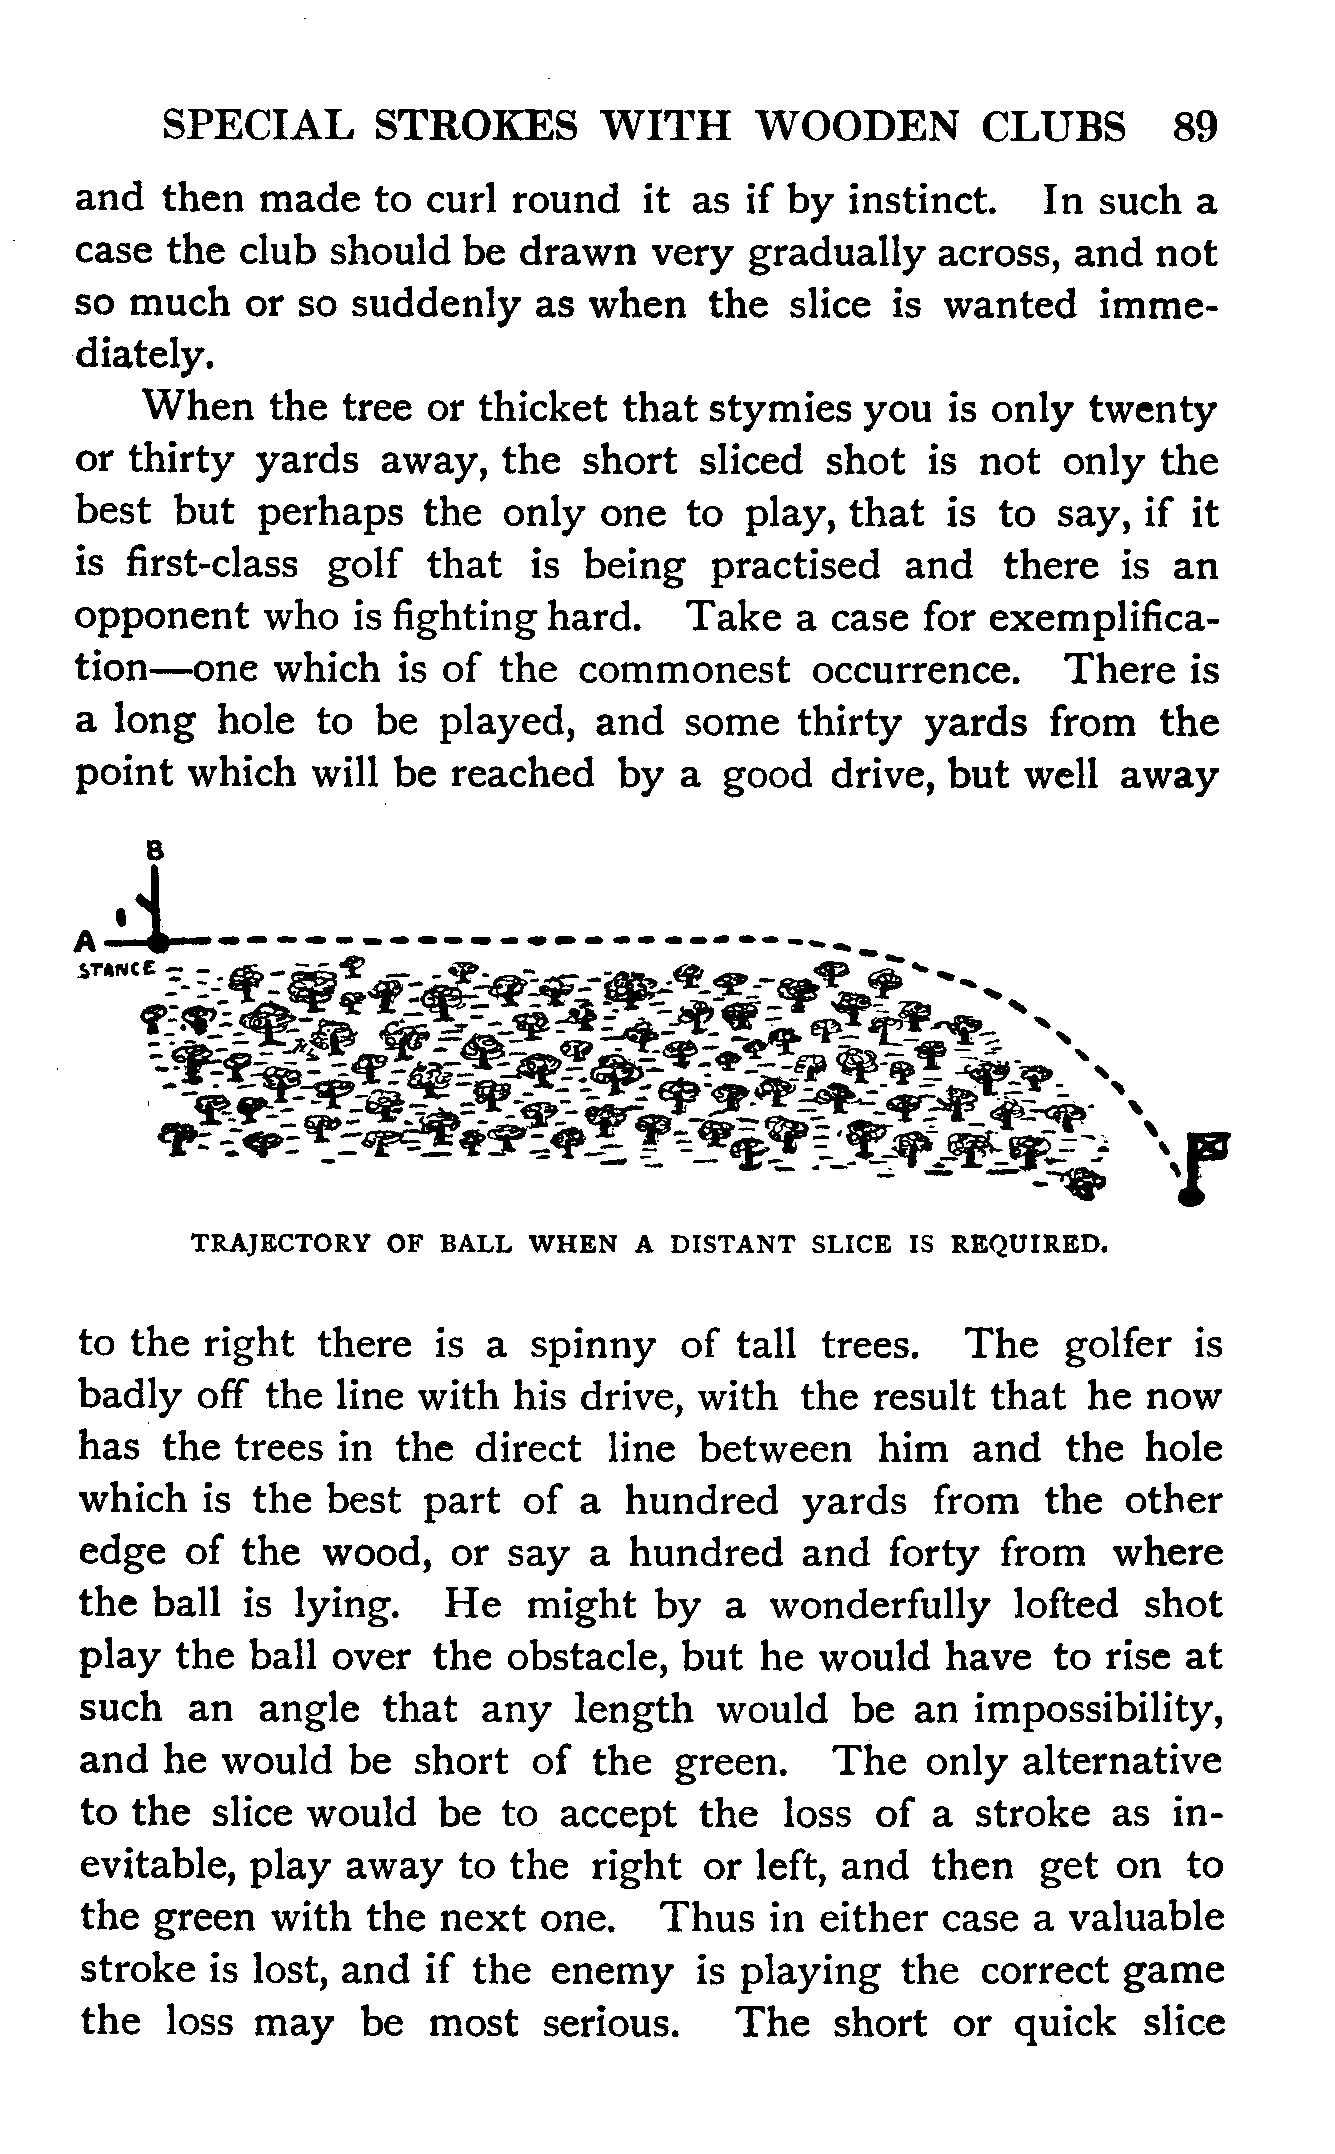 SPECIAL STROKES WITH WOODEN CLUBS 89
and then made to curl round it as if by instinct. In such a
case the club should be drawn very gradually across, and not
so much or so suddenly as when the slice is wanted imme-
diately.
When the tree or thicket that stymies you is only twenty
or thirty yards away, the short sliced shot is not only the
best but perhaps the only one to play, that is to say, if it
is first-class golf that is being practised and there is an
opponent who is fighting hard. Take a case for exemplifica-
tion—one which is of the commonest occurrence. There is
a long hole to be played, and some thirty yards from the
point which will be reached by a good drive, but well away
B
A
STANCE
TRAJECTORY OF BALL WHEN A DISTANT SLICE IS REQUIRED.
to the right there is a spinny of tall trees. The golfer is
badly off the line with his drive, with the result that he now
has the trees in the direct line between him and the hole
which is the best part of a hundred yards from the other
edge of the wood, or say a hundred and forty from where
the ball is lying. He might by a wonderfully lofted shot
play the ball over the obstacle, but he would have to rise at
such an angle that any length would be an impossibility,
and he would be short of the green. The only alternative
to the slice would be to accept the loss of a stroke as in-
evitable, play away to the right or left, and then get on to
the green with the next one. Thus in either case a valuable
stroke is lost, and if the enemy is playing the correct game
the loss may be most serious. The short or quick slice